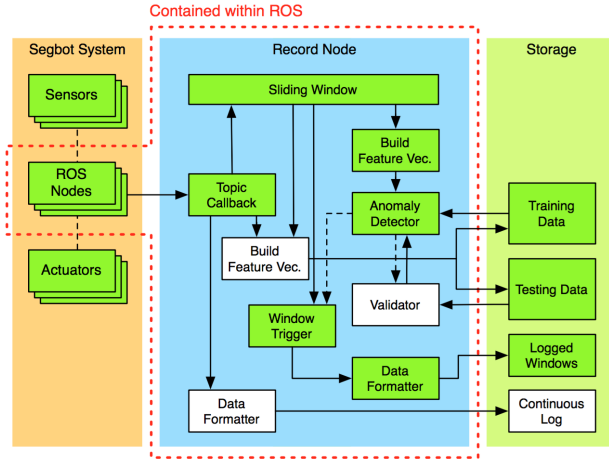 Contained within ROS
Segbot System
Record Node
Storage
Sensors
Sliding Window
Build
Feature Vec.
ROS
Nodes
Topic
Callback
Anomaly
Detector
Training
Data
Build
Feature Vec.
Actuators
Validator
Testing Data
Window
Trigger
Logged
Windows
Data
Formatter
Data
Formatter
Continuous
Log